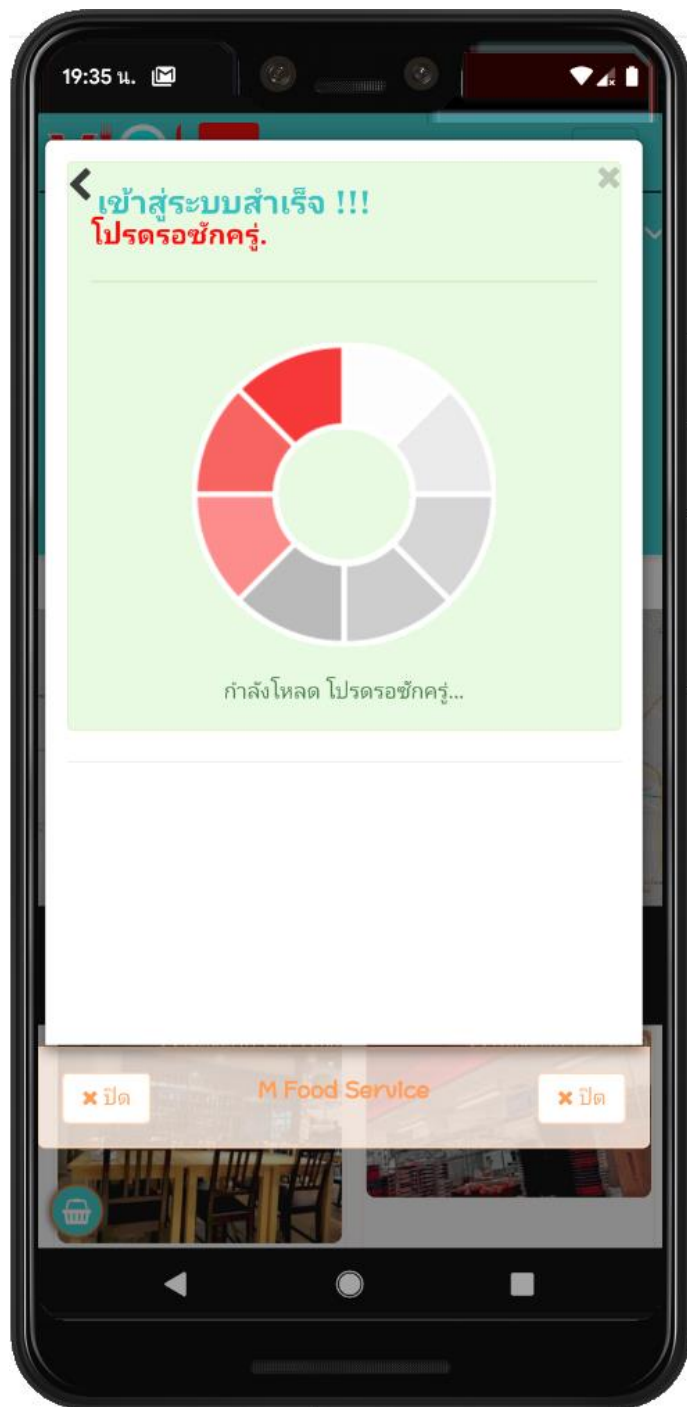 19:35 น.
เข้าสู่ระบบสำเร็จ !!!
โปรดรอซักครู่.
กำลังโหลด โปรดรอซักครู่...
✖ ปิด
M Food Service
✖ ปิด